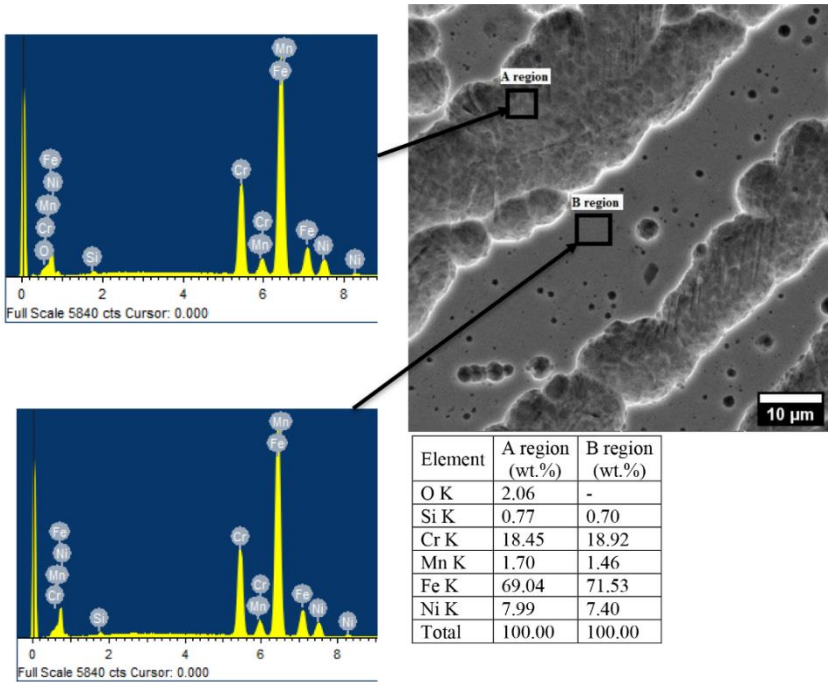 Mn
Fe
Fe
Ni
Mn
Cr
O
Si
Cr
Cr
Mn
Fe
Ni
Ni
0 2 4 6 8
Full Scale 5840 cts Cursor: 0.000
A region
B region
10 µm
Mn
Fe
Fe
Ni
Mn
Cr
Si
Cr
Cr
Mn
Fe
Ni
Ni
0 2 4 6 8
Full Scale 5840 cts Cursor: 0.000
Element A region (wt.%) B region (wt.%)
O K 2.06 -
Si K 0.77 0.70
Cr K 18.45 18.92
Mn K 1.70 1.46
Fe K 69.04 71.53
Ni K 7.99 7.40
Total 100.00 100.00